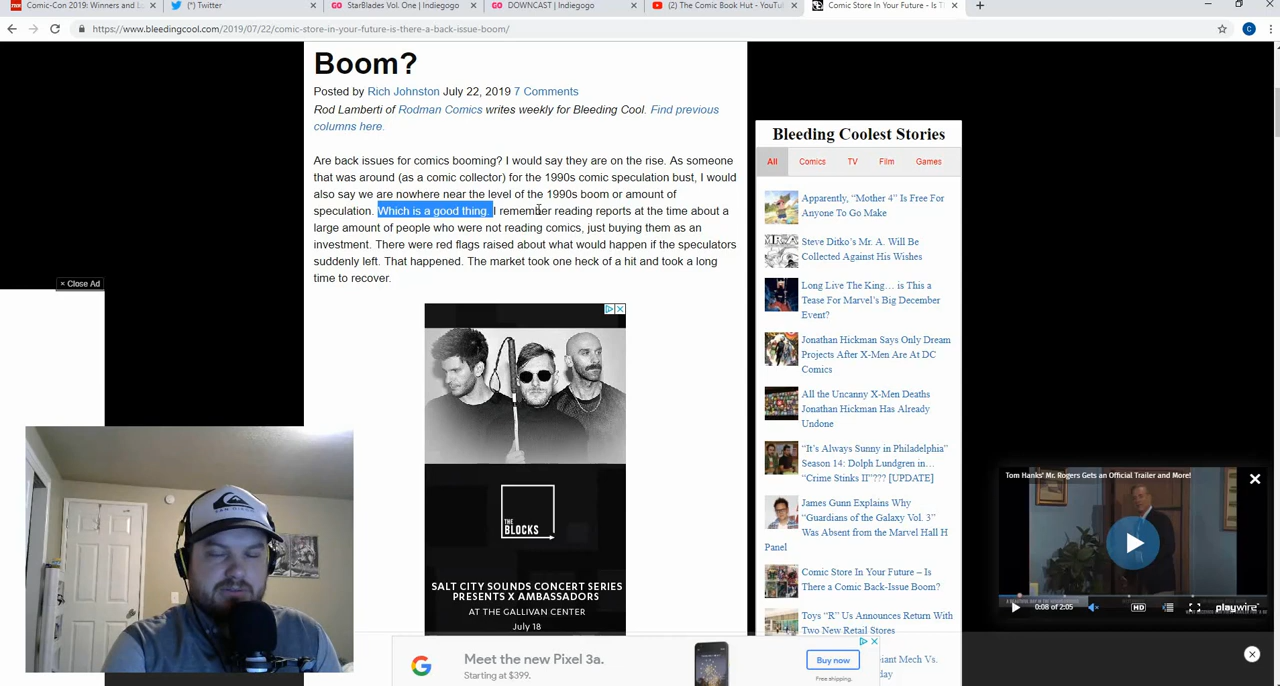 Comic-Con 2019: Winners and L
(*) Twitter
StarBlades Vol. One | Indiegogo
DOWNCAST | Indiegogo
(2) The Comic Book Hut - YouTu
Comic Store In Your Future - Is T
https://www.bleedingcool.com/2019/07/22/comic-store-in-your-future-is-there-a-back-issue-boom/
C
Boom?
Posted by Rich Johnston July 22, 2019 7 Comments
Rod Lamberti of Rodman Comics writes weekly for Bleeding Cool. Find previous
columns here.
Are back issues for comics booming? I would say they are on the rise. As someone
that was around (as a comic collector) for the 1990s comic speculation bust, I would
also say we are nowhere near the level of the 1990s boom or amount of
speculation. Which is a good thing. I remember reading reports at the time about a
large amount of people who were not reading comics, just buying them as an
investment. There were red flags raised about what would happen if the speculators
suddenly left. That happened. The market took one heck of a hit and took a long
time to recover.
× Close Ad
THE
BLOCKS
SALT CITY SOUNDS CONCERT SERIES
PRESENTS X AMBASSADORS
AT THE GALLIVAN CENTER
July 18
Bleeding Coolest Stories
All Comics TV Film Games
Apparently, “Mother 4” Is Free For
Anyone To Go Make
Steve Ditko’s Mr. A. Will Be
Collected Against His Wishes
Long Live The King… is This a
Tease For Marvel’s Big December
Event?
Jonathan Hickman Says Only Dream
Projects After X-Men Are At DC
Comics
All the Uncanny X-Men Deaths
Jonathan Hickman Has Already
Undone
“It’s Always Sunny in Philadelphia”
Season 14: Dolph Lundgren in…
“Crime Stinks II”??? [UPDATE]
James Gunn Explains Why
“Guardians of the Galaxy Vol. 3”
Was Absent from the Marvel Hall H
Panel
Comic Store In Your Future – Is
There a Comic Back-Issue Boom?
Toys “R” Us Announces Return With
Two New Retail Stores
iant Mech Vs.
day
Tom Hanks' Mr. Rogers Gets an Official Trailer and More!
0:08 of 2:05
HD
playwire
G
Meet the new Pixel 3a.
Starting at $399.
Buy now
Free shipping.
QUIKSILVER
SAN DIEGO